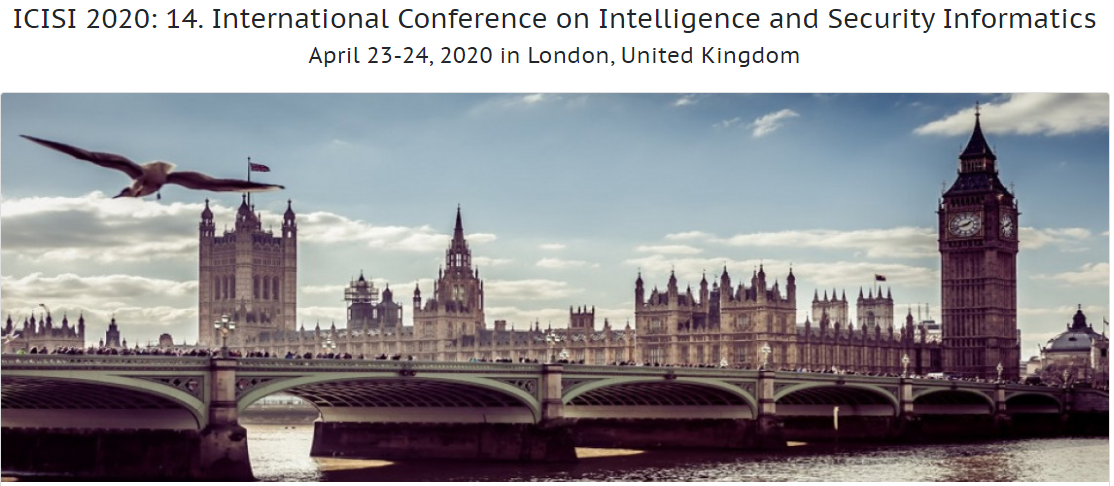 ICISI 2020: 14. International Conference on Intelligence and Security Informatics
April 23-24, 2020 in London, United Kingdom